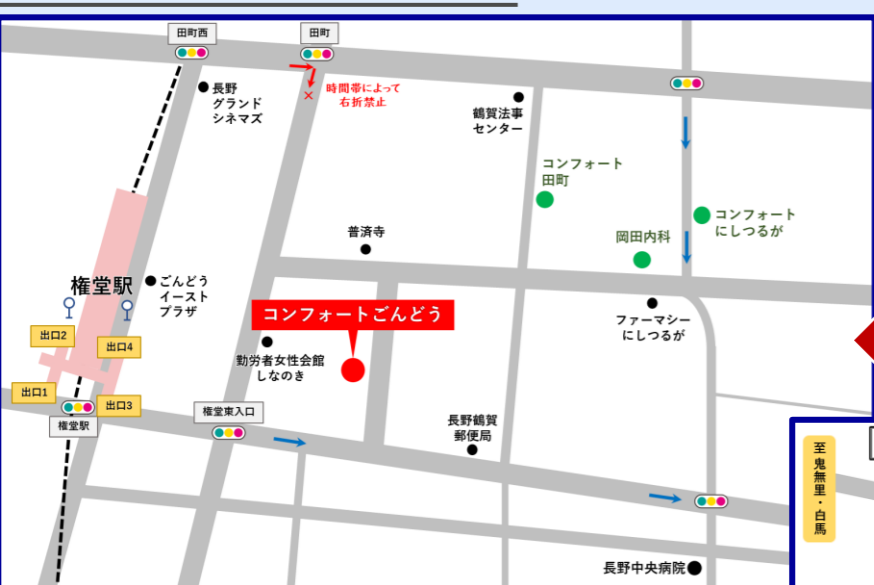 田町西
田町
長野
グランド
シネマズ
時間帯によって
右折禁止
鶴賀法事
センター
コンフォート
田町
コンフォート
にしつるが
岡田内科
普済寺
権堂駅
ごんどう
イースト
プラザ
コンフォートごんどう
ファーマシー
にしつるが
出口2
出口4
勤労者女性会館
しなのき
出口1
出口3
権堂駅
権堂東入口
長野鶴賀
郵便局
至鬼無里・白馬
長野中央病院